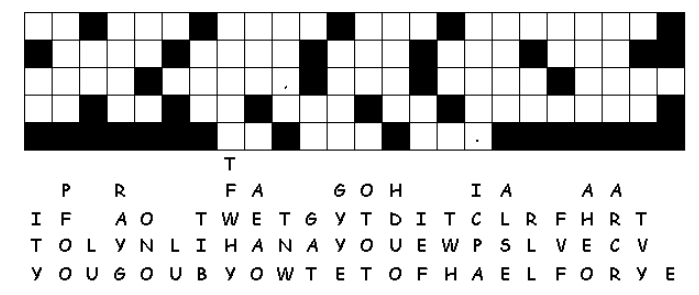 T
P R F A G O H I A A A
I F A O T W E T G Y T D I T C L R F H R T
T O L Y N L I H A N A Y O U E W P S L V E C V
Y O U G O U B Y O W T E T O F H A E L F O R Y E